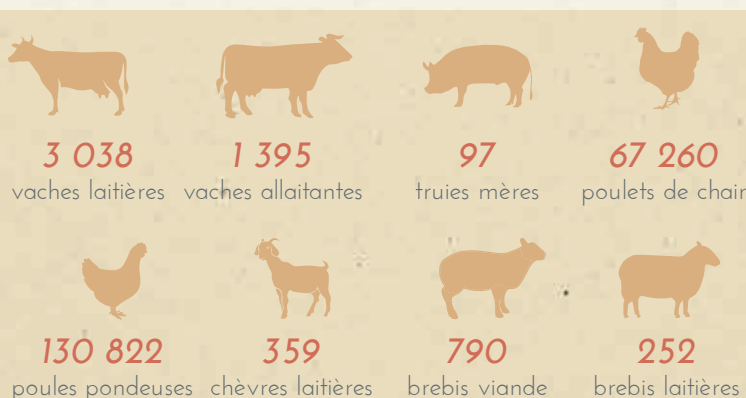 3 038 1 395 97 67 260
vaches laitières vaches allaitantes truies mères poulets de chair
130 822 359 790 252
poules pondeuses chèvres laitières brebis viande brebis laitières